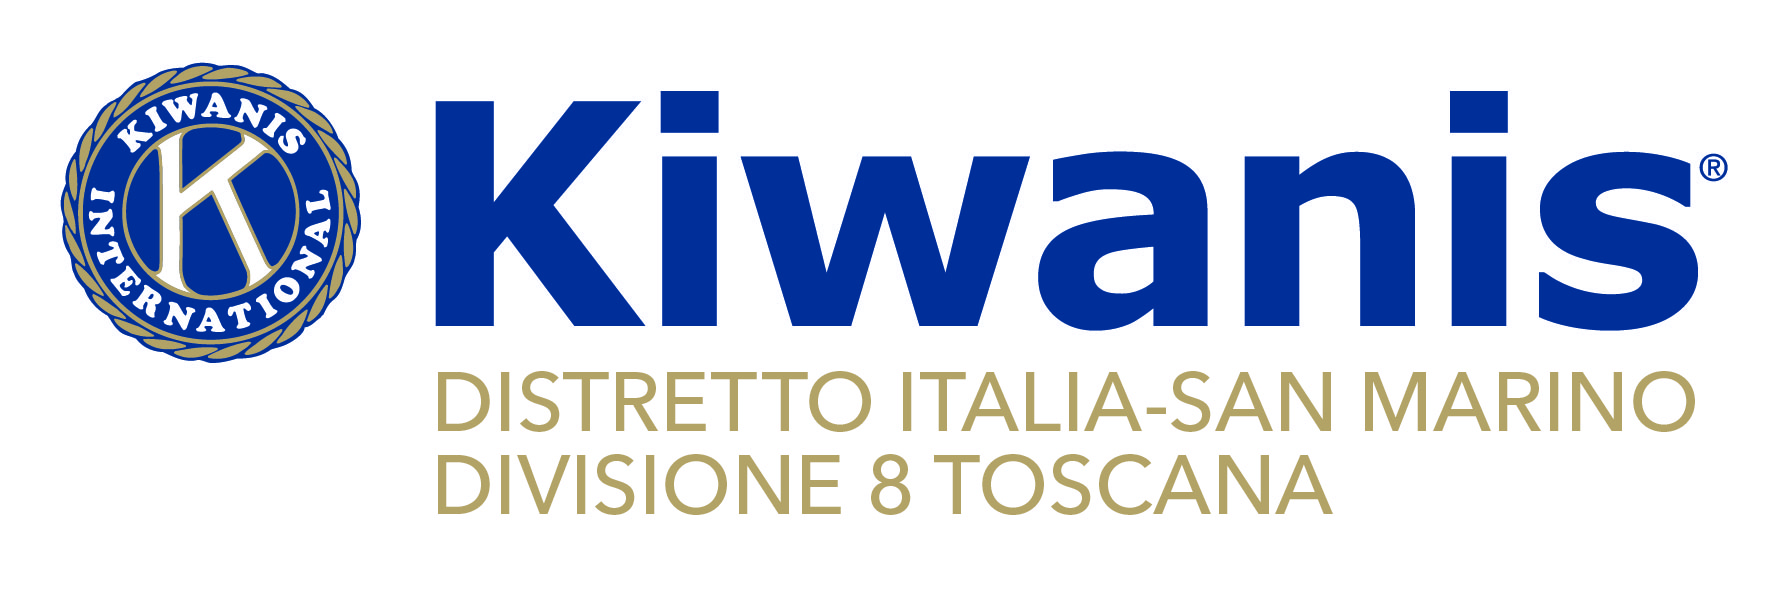 KIWANIS
K
INTERNATIONAL
Kiwanis®
DISTRETTO ITALIA-SAN MARINO
DIVISIONE 8 TOSCANA